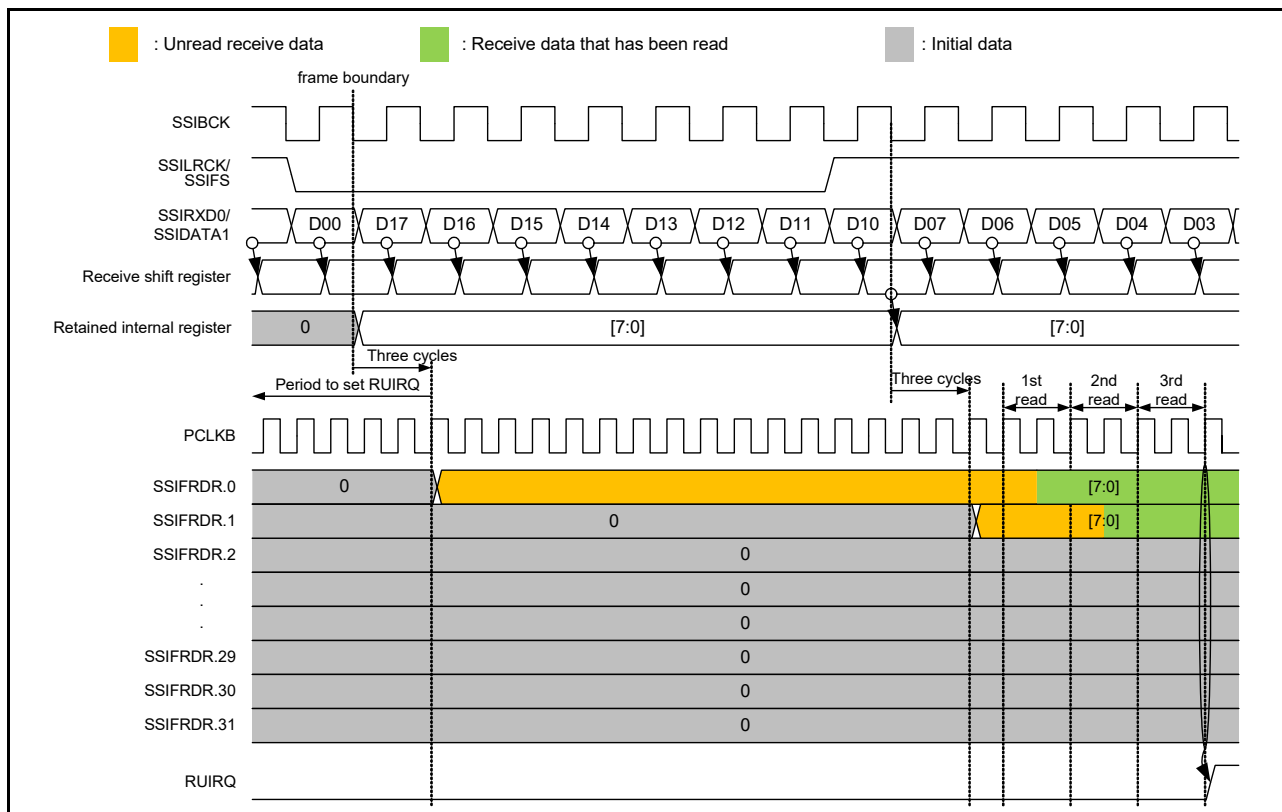 : Unread receive data
: Receive data that has been read
: Initial data
frame boundary
SSIBCK
SSILRCK/
SSIFS
SSIRXD0/
SSIDATA1
D00 D17 D16 D15 D14 D13 D12 D11 D10 D07 D06 D05 D04 D03
Receive shift register
Retained internal register
0 [7:0] [7:0]
Three cycles
Period to set RUIRQ
Three cycles
1st
read
2nd
read
3rd
read
PCLKB
SSIFRDR.0
0 [7:0]
SSIFRDR.1
0 [7:0]
SSIFRDR.2
0
.
0
.
.
0
SSIFRDR.29
0
SSIFRDR.30
0
SSIFRDR.31
0
RUIRQ